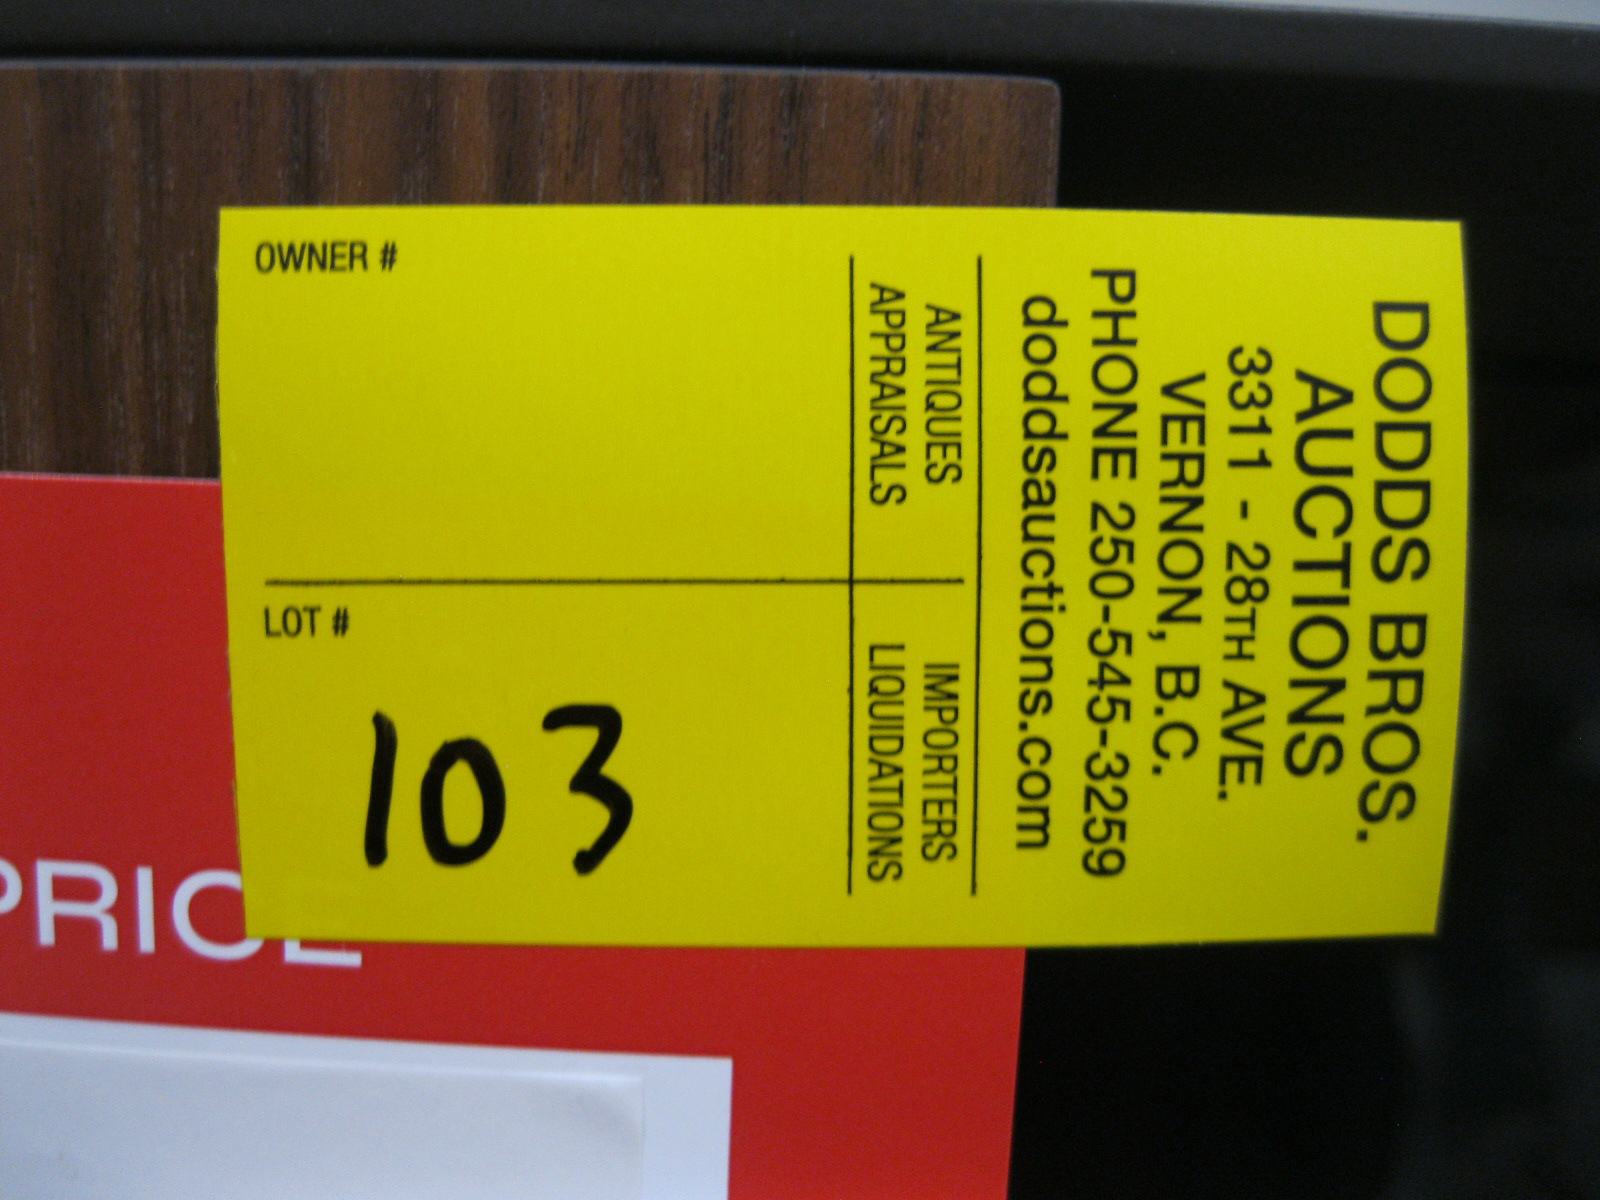 DODDS BROS.
AUCTIONS
3311 - 28TH AVE.
VERNON, B.C.
PHONE 250-545-3259
doddsauctions.com
ANTIQUES IMPORTERS
APPRAISALS LIQUIDATIONS
OWNER #
LOT #
103
PRICE